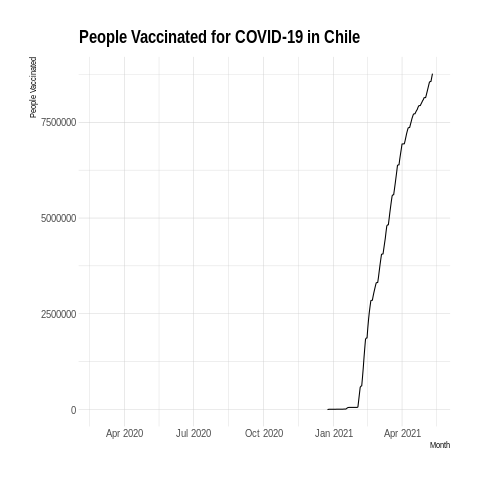 People Vaccinated for COVID-19 in Chile
People Vaccinated
7500000
5000000
2500000
0
Apr 2020 Jul 2020 Oct 2020 Jan 2021 Apr 2021
Month